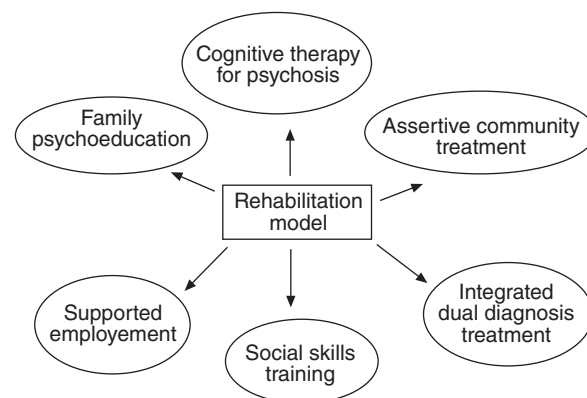 Cognitive therapy
for psychosis
Family
psychoeducation
Assertive community
treatment
Rehabilitation
model
Supported
employement
Social skills
training
Integrated
dual diagnosis
treatment